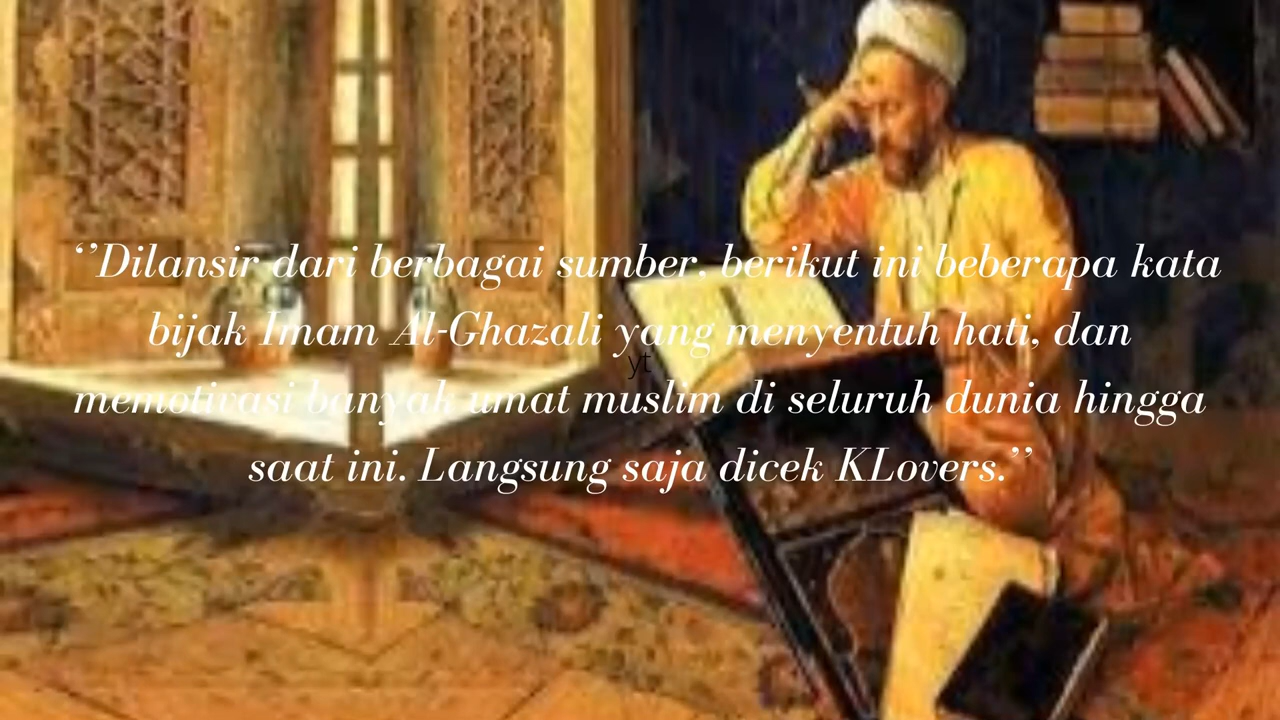 ‘’Dilansir dari berbagai sumber, berikut ini beberapa kata
bijak Imam Al-Ghazali yang menyentuh hati, dan
yt
memotivasi banyak umat muslim di seluruh dunia hingga
saat ini. Langsung saja dicek KLovers.’’